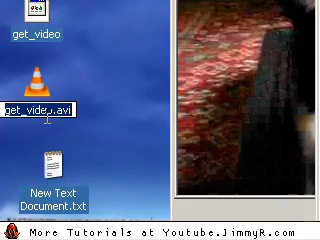 get_video
get_video.avi
New Text
Document.txt
More Tutorials at Youtube.JimmyR.com